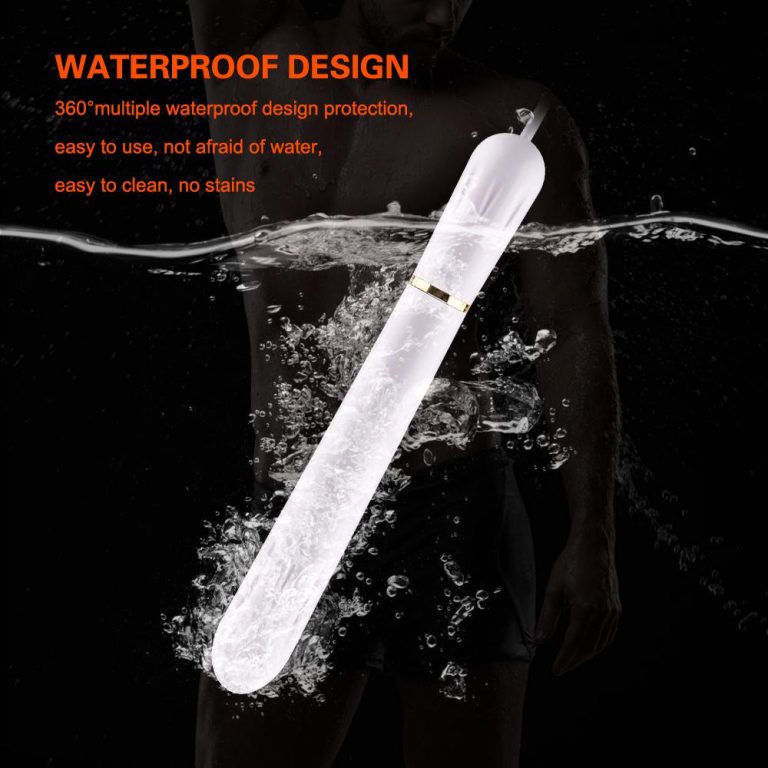 WATERPROOF DESIGN
360°multiple waterproof design protection,
easy to use, not afraid of water,
easy to clean, no stains